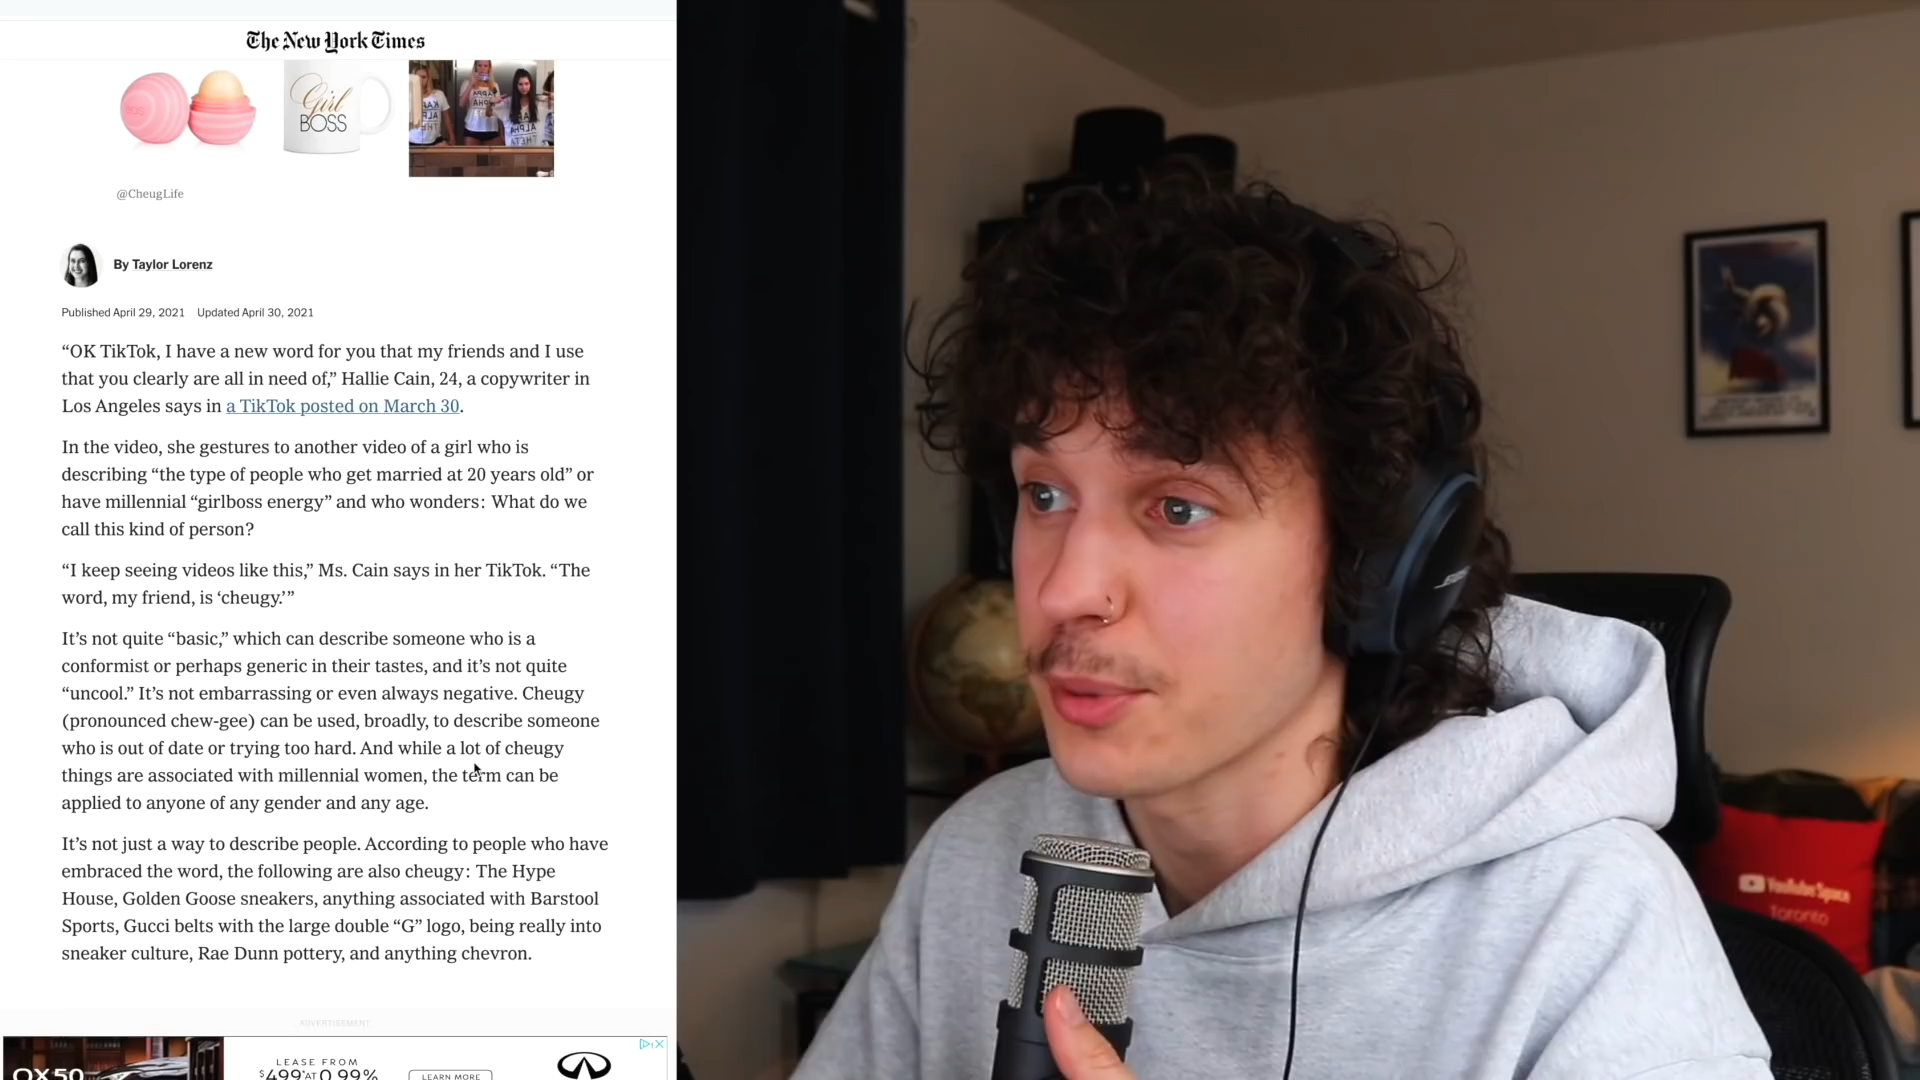 The New York Times
eos
Girl
BOSS
@CheugLife
By Taylor Lorenz
Published April 29, 2021 Updated April 30, 2021
“OK TikTok, I have a new word for you that my friends and I use
that you clearly are all in need of,” Hallie Cain, 24, a copywriter in
Los Angeles says in a TikTok posted on March 30.
In the video, she gestures to another video of a girl who is
describing “the type of people who get married at 20 years old” or
have millennial “girlboss energy” and who wonders: What do we
call this kind of person?
“I keep seeing videos like this,” Ms. Cain says in her TikTok. “The
word, my friend, is ‘cheugy.’”
It’s not quite “basic,” which can describe someone who is a
conformist or perhaps generic in their tastes, and it’s not quite
“uncool.” It’s not embarrassing or even always negative. Cheugy
(pronounced chew-gee) can be used, broadly, to describe someone
who is out of date or trying too hard. And while a lot of cheugy
things are associated with millennial women, the term can be
applied to anyone of any gender and any age.
It’s not just a way to describe people. According to people who have
embraced the word, the following are also cheugy: The Hype
House, Golden Goose sneakers, anything associated with Barstool
Sports, Gucci belts with the large double “G” logo, being really into
sneaker culture, Rae Dunn pottery, and anything chevron.
ADVERTISEMENT
QX50
LEASE FROM
$499 AT 0.99%
LEARN MORE
BOSE
YouTube Space
Toronto